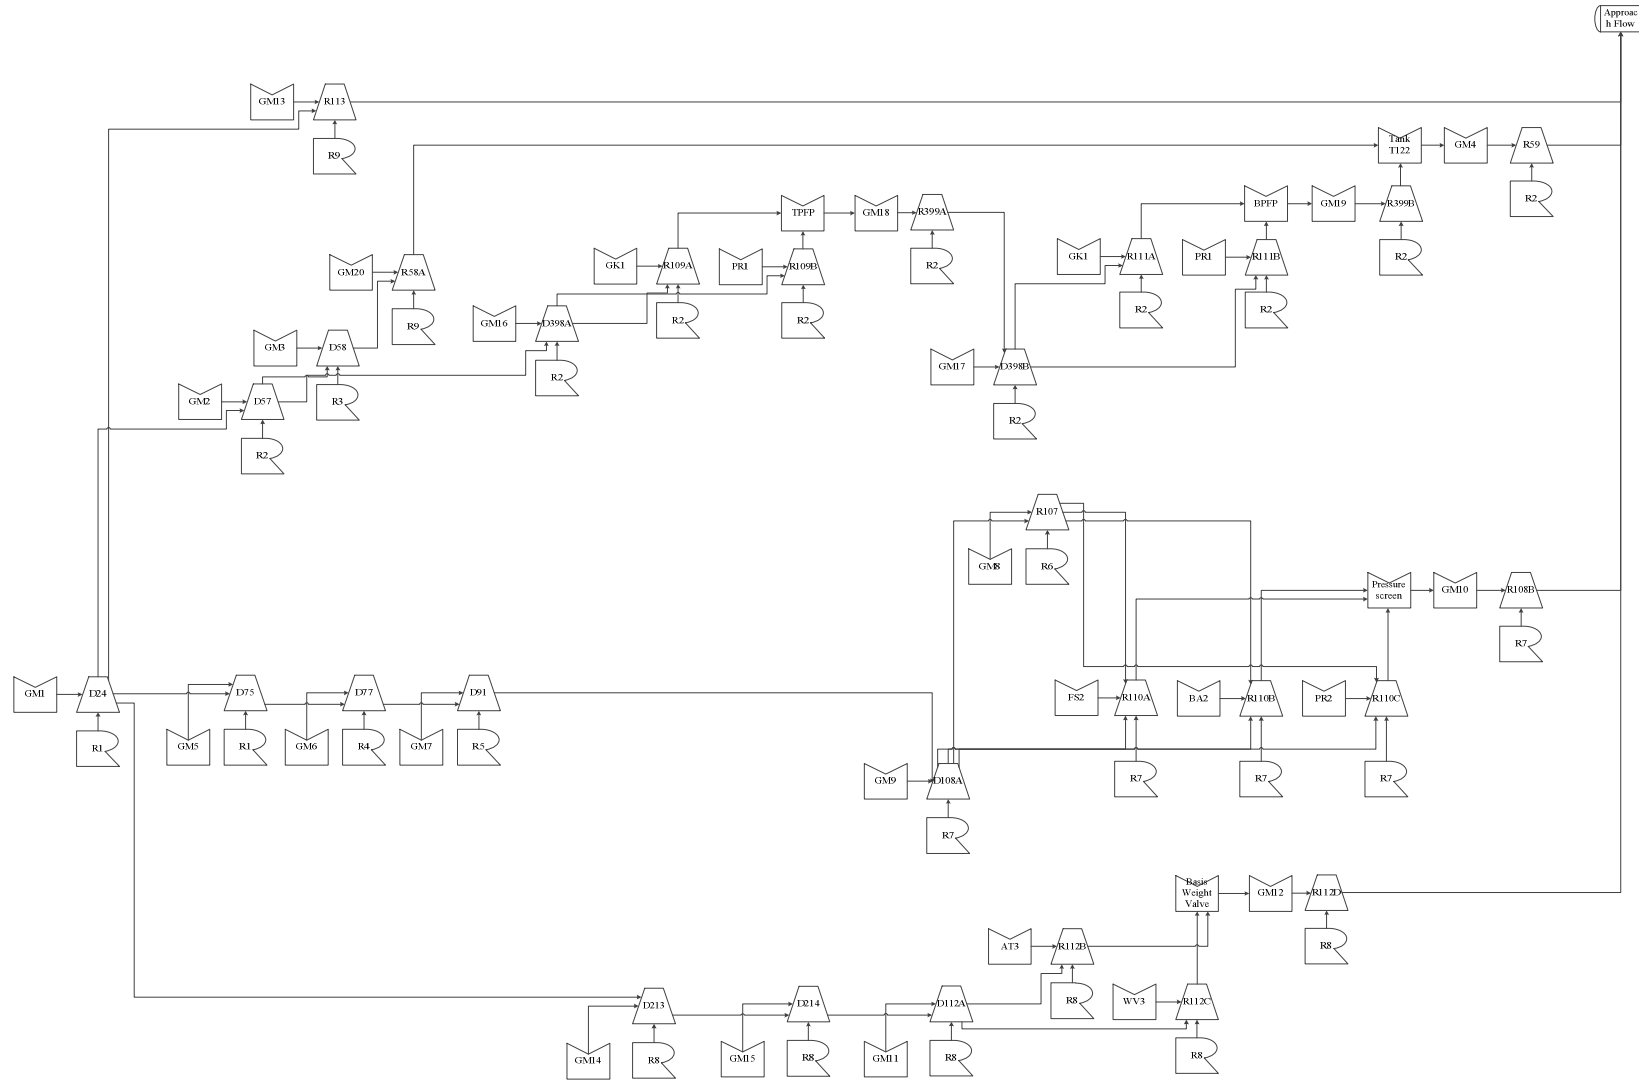 Approac
h Flow
GM13
R113
R9
Tank
T122
GM4
R59
R2
TPFP
GM18
R399A
R2
BPFP
GM19
R399B
R2
GM20
R58A
R9
GK1
R109A
R2
PR1
R109B
R2
GK1
R111A
R2
PR1
R111B
R2
GM16
D398A
R2
GM3
D58
R3
GM17
D398B
R2
GM2
D57
R2
R107
GM8
R6
Pressure
screen
GM10
R108B
R7
GM1
D24
R1
D75
GM5
R1
D77
GM6
R4
D91
GM7
R5
FS2
R110A
R7
BA2
R110B
R7
PR2
R110C
R7
GM9
D108A
R7
Basis
Weight
Valve
GM12
R112D
R8
AT3
R112B
R8
WV3
R112C
R8
D213
GM14
R8
D214
GM15
R8
D112A
GM11
R8